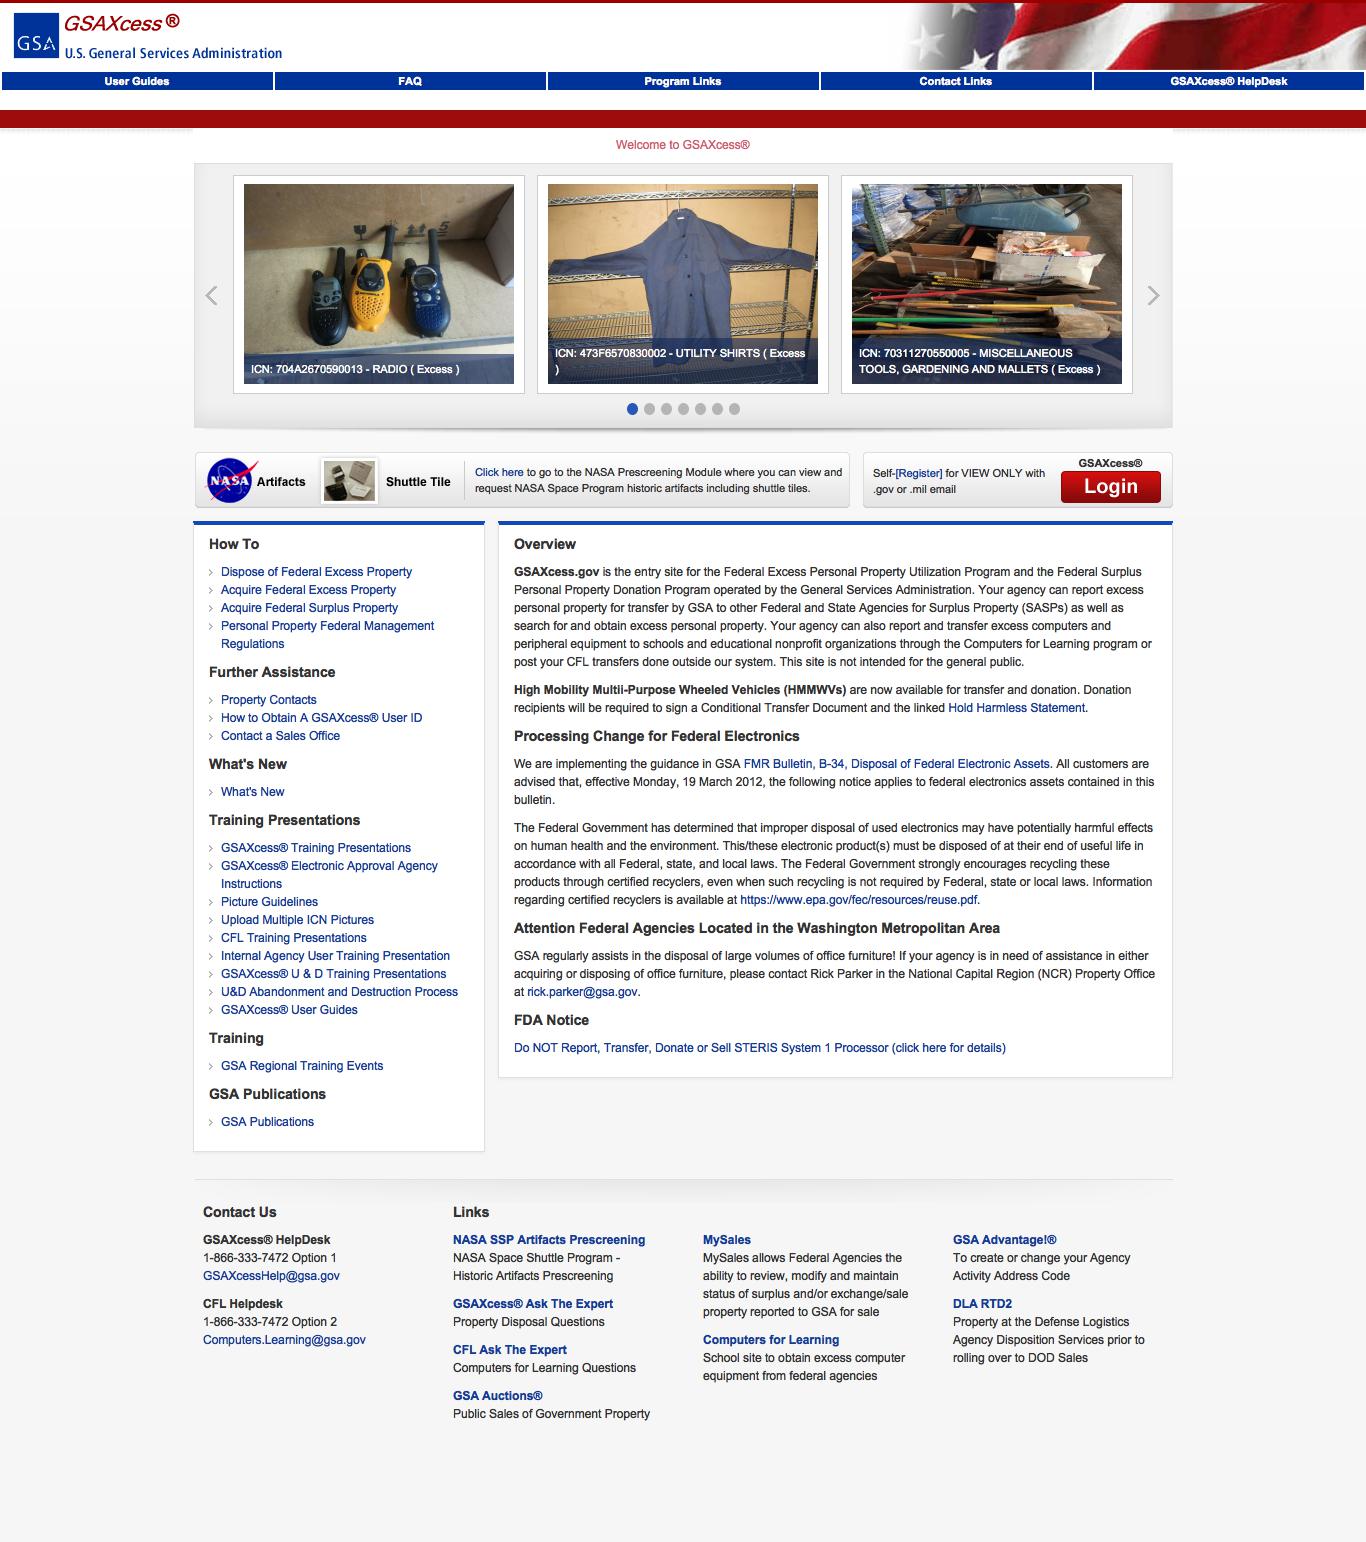 GSAXcess ®
GSA
U.S. General Services Administration
User Guides
FAQ
Program Links
Contact Links
GSAXcess® HelpDesk
Welcome to GSAXcess®
ICN: 704A2670590013 - RADIO ( Excess )
ICN: 473F6570830002 - UTILITY SHIRTS ( Excess
)
ICN: 70311270550005 - MISCELLANEOUS
TOOLS, GARDENING AND MALLETS ( Excess )
NASA
Artifacts
Shuttle Tile
Click here to go to the NASA Prescreening Module where you can view and
request NASA Space Program historic artifacts including shuttle tiles.
Self-[Register] for VIEW ONLY with
.gov or .mil email
GSAXcess®
Login
How To
Dispose of Federal Excess Property
Acquire Federal Excess Property
Acquire Federal Surplus Property
Personal Property Federal Management
Regulations
Further Assistance
Property Contacts
How to Obtain A GSAXcess® User ID
Contact a Sales Office
What's New
What's New
Training Presentations
GSAXcess® Training Presentations
GSAXcess® Electronic Approval Agency
Instructions
Picture Guidelines
Upload Multiple ICN Pictures
CFL Training Presentations
Internal Agency User Training Presentation
GSAXcess® U & D Training Presentations
U&D Abandonment and Destruction Process
GSAXcess® User Guides
Training
GSA Regional Training Events
GSA Publications
GSA Publications
Overview
GSAXcess.gov is the entry site for the Federal Excess Personal Property Utilization Program and the Federal Surplus
Personal Property Donation Program operated by the General Services Administration. Your agency can report excess
personal property for transfer by GSA to other Federal and State Agencies for Surplus Property (SASPs) as well as
search for and obtain excess personal property. Your agency can also report and transfer excess computers and
peripheral equipment to schools and educational nonprofit organizations through the Computers for Learning program or
post your CFL transfers done outside our system. This site is not intended for the general public.
High Mobility Multii-Purpose Wheeled Vehicles (HMMWVs) are now available for transfer and donation. Donation
recipients will be required to sign a Conditional Transfer Document and the linked Hold Harmless Statement.
Processing Change for Federal Electronics
We are implementing the guidance in GSA FMR Bulletin, B-34, Disposal of Federal Electronic Assets. All customers are
advised that, effective Monday, 19 March 2012, the following notice applies to federal electronics assets contained in this
bulletin.
The Federal Government has determined that improper disposal of used electronics may have potentially harmful effects
on human health and the environment. This/these electronic product(s) must be disposed of at their end of useful life in
accordance with all Federal, state, and local laws. The Federal Government strongly encourages recycling these
products through certified recyclers, even when such recycling is not required by Federal, state or local laws. Information
regarding certified recyclers is available at https://www.epa.gov/fec/resources/reuse.pdf.
Attention Federal Agencies Located in the Washington Metropolitan Area
GSA regularly assists in the disposal of large volumes of office furniture! If your agency is in need of assistance in either
acquiring or disposing of office furniture, please contact Rick Parker in the National Capital Region (NCR) Property Office
at rick.parker@gsa.gov.
FDA Notice
Do NOT Report, Transfer, Donate or Sell STERIS System 1 Processor (click here for details)
Contact Us
GSAXcess® HelpDesk
1-866-333-7472 Option 1
GSAXcessHelp@gsa.gov
CFL Helpdesk
1-866-333-7472 Option 2
Computers.Learning@gsa.gov
Links
NASA SSP Artifacts Prescreening
NASA Space Shuttle Program -
Historic Artifacts Prescreening
GSAXcess® Ask The Expert
Property Disposal Questions
CFL Ask The Expert
Computers for Learning Questions
GSA Auctions®
Public Sales of Government Property
MySales
MySales allows Federal Agencies the
ability to review, modify and maintain
status of surplus and/or exchange/sale
property reported to GSA for sale
Computers for Learning
School site to obtain excess computer
equipment from federal agencies
GSA Advantage!®
To create or change your Agency
Activity Address Code
DLA RTD2
Property at the Defense Logistics
Agency Disposition Services prior to
rolling over to DOD Sales